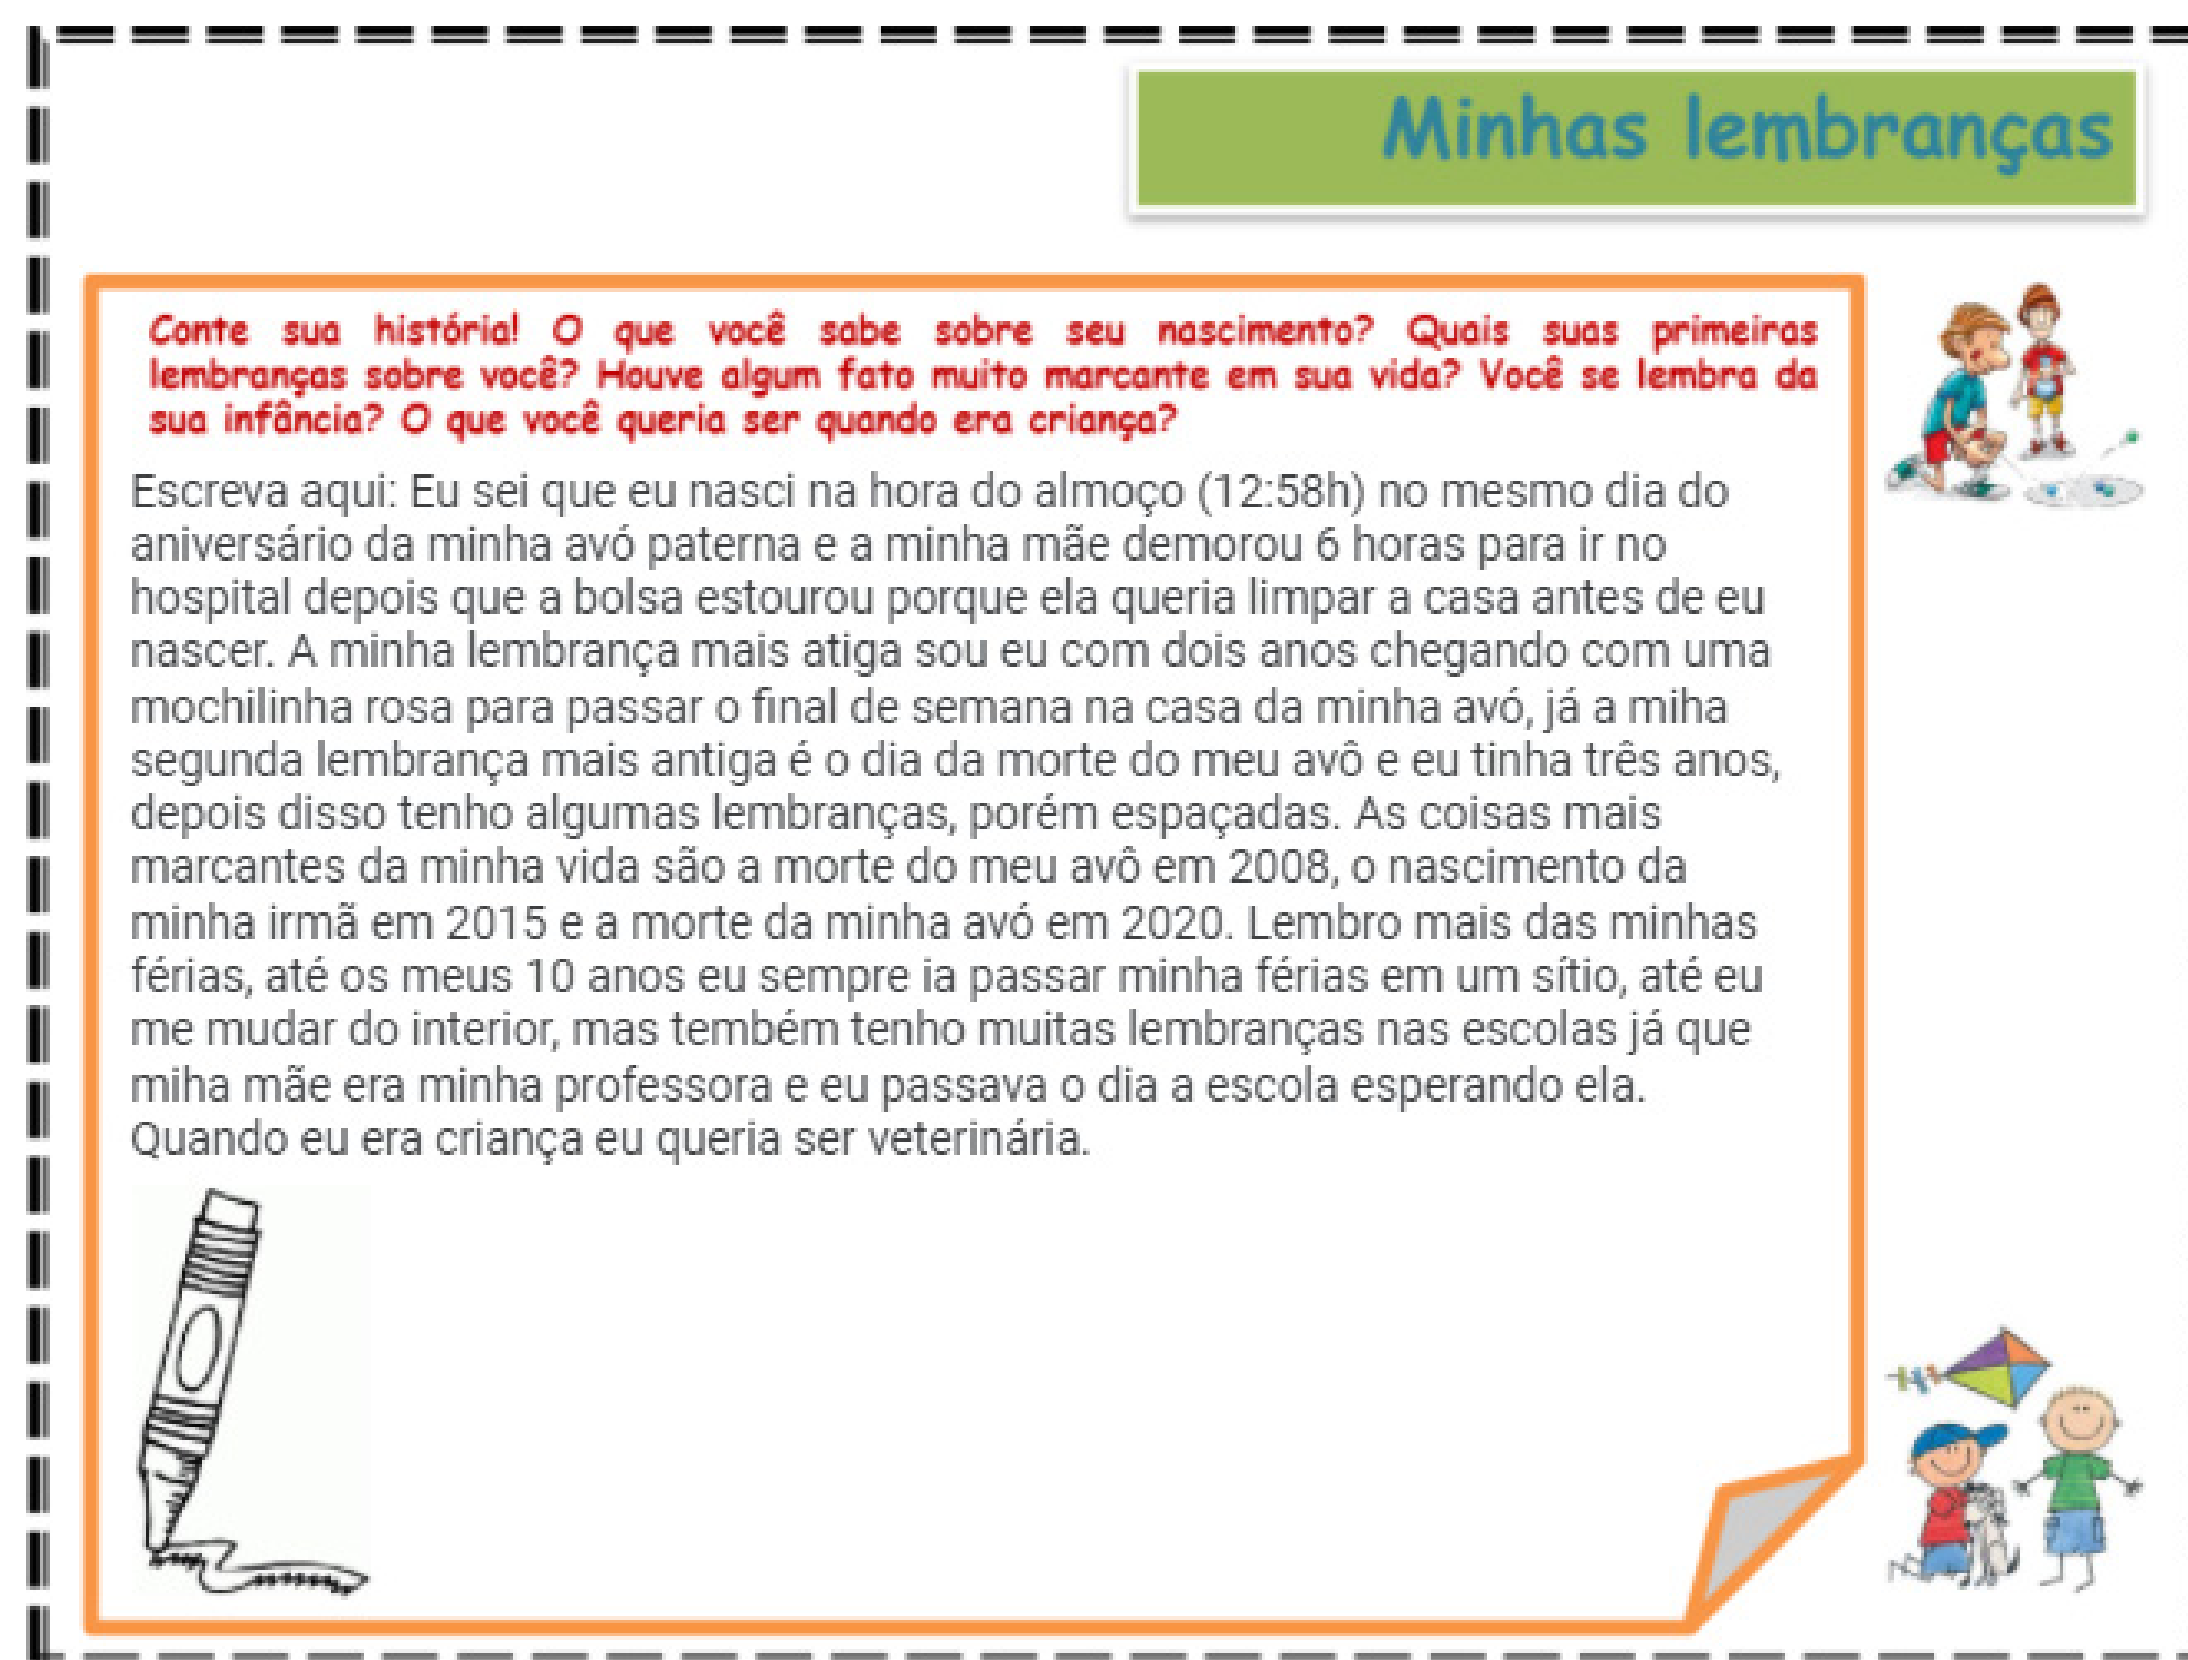 Minhas lembranças
Conte sua história! O que você sabe sobre seu nascimento? Quais suas primeiras
lembranças sobre você? Houve algum fato muito marcante em sua vida? Você se lembra da
sua infância? O que você queria ser quando era criança?
Escreva aqui: Eu sei que eu nasci na hora do almoço (12:58h) no mesmo dia do
aniversário da minha avó paterna e a minha mãe demorou 6 horas para ir no
hospital depois que a bolsa estourou porque ela queria limpar a casa antes de eu
nascer. A minha lembrança mais atiga sou eu com dois anos chegando com uma
mochilinha rosa para passar o final de semana na casa da minha avó, já a miha
segunda lembrança mais antiga é o dia da morte do meu avô e eu tinha três anos,
depois disso tenho algumas lembranças, porém espaçadas. As coisas mais
marcantes da minha vida são a morte do meu avô em 2008, o nascimento da
minha irmã em 2015 e a morte da minha avó em 2020. Lembro mais das minhas
férias, até os meus 10 anos eu sempre ia passar minha férias em um sítio, até eu
me mudar do interior, mas tembém tenho muitas lembranças nas escolas já que
miha mãe era minha professora e eu passava o dia a escola esperando ela.
Quando eu era criança eu queria ser veterinária.